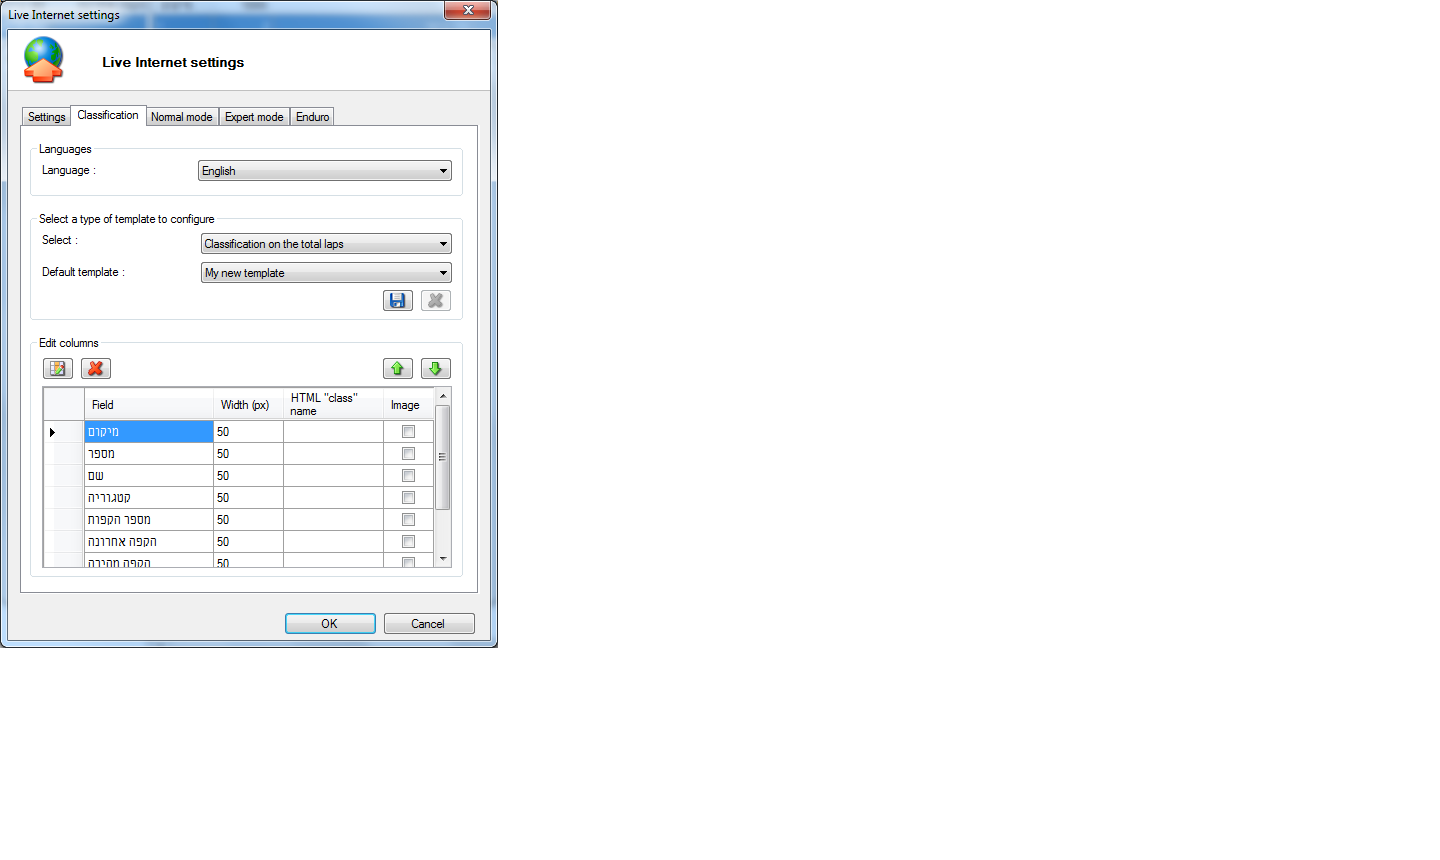 Live Internet settings
Live Internet settings
Settings Classification Normal mode Expert mode Enduro
Languages
Language : English
Select a type of template to configure
Select : Classification on the total laps
Default template : My new template
Edit columns
Field Width (px) HTML "class" name Image
מיקום 50
מספר 50
שם 50
קטגוריה 50
מספר הקפות 50
הקפה אחרונה 50
הקפה מהירה 50
OK Cancel